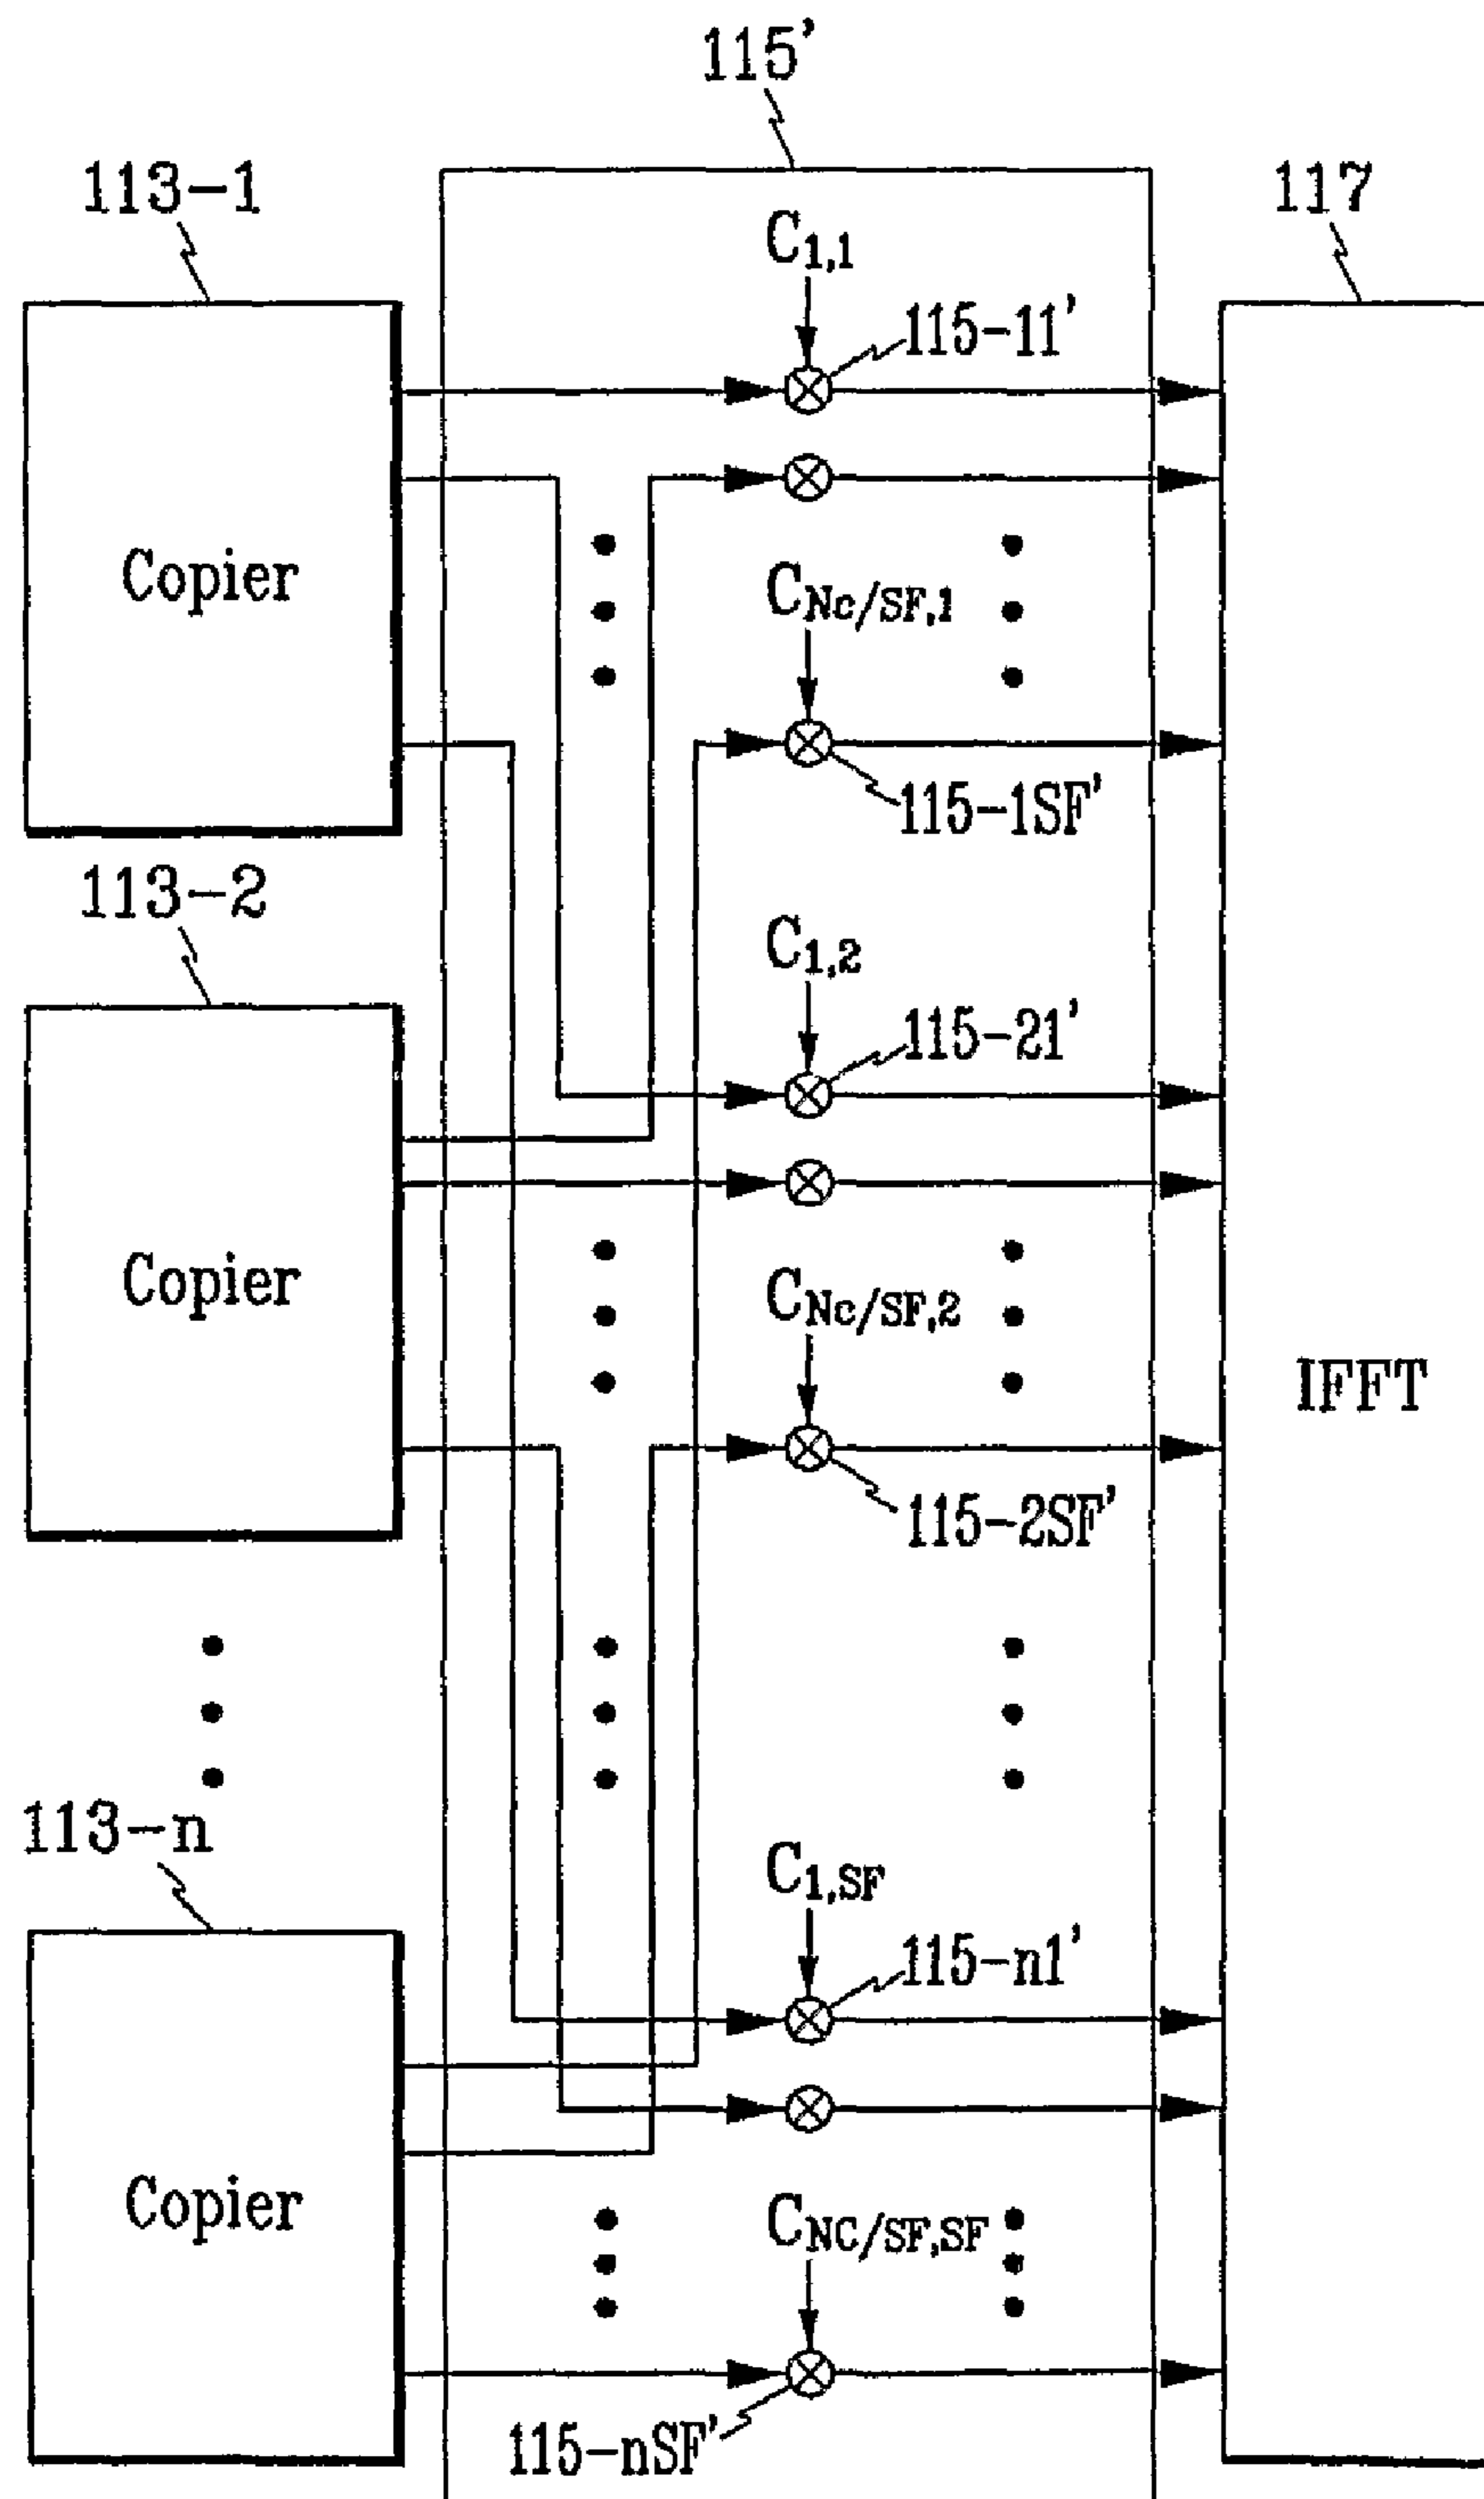 115'
113-1
117
C1,1
115-11'
Copier
CNc/SF,1
115-1SF'
113-2
C1,2
115-21'
Copier
CNc/SF,2
IFFT
115-2SF'
113-n
C1,SF
115-n1'
Copier
CNC/SF,SF
115-nSF'